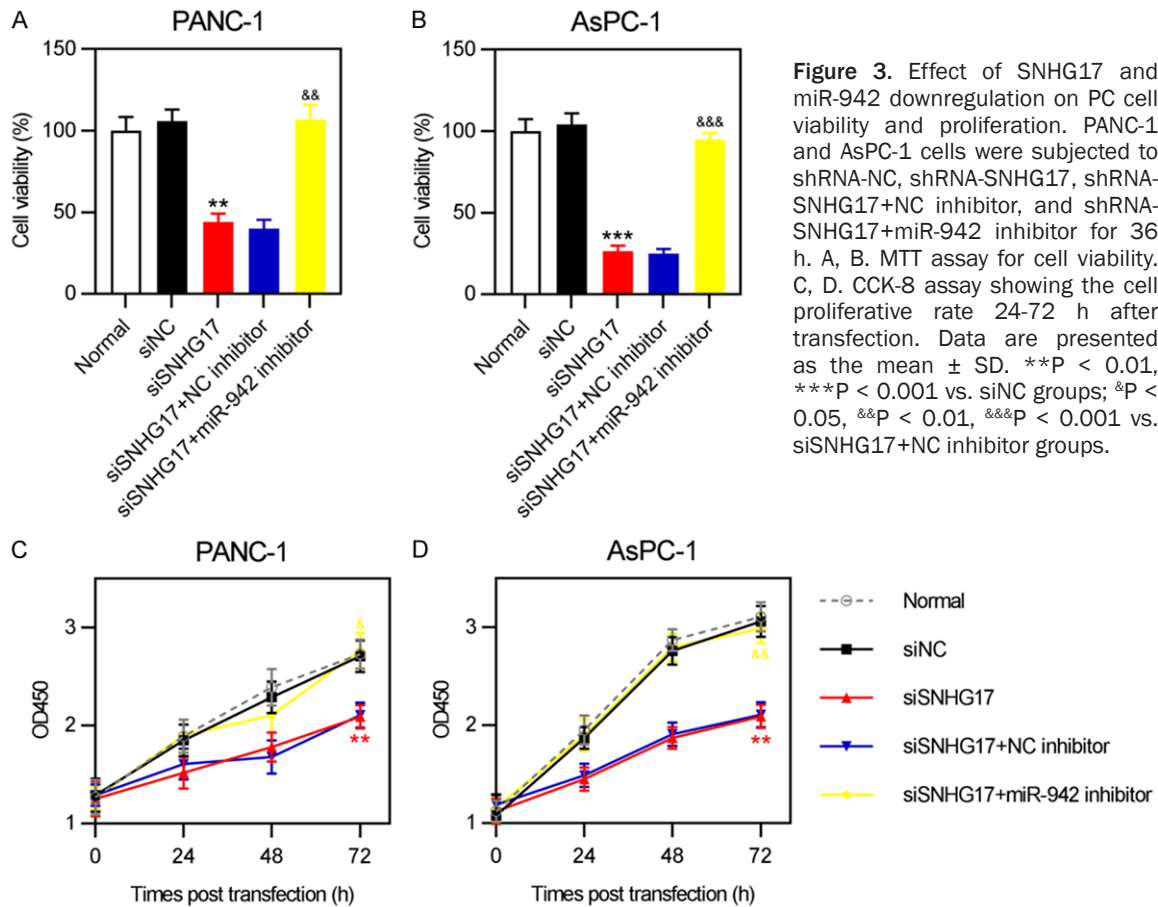 A
PANC-1
Cell viability (%)
150
100
50
0
&&
**
Normal
siNC
siSNHG17
siSNHG17+NC inhibitor
siSNHG17+miR-942 inhibitor
B
AsPC-1
Cell viability (%)
150
100
50
0
&&&
***
Normal
siNC
siSNHG17
siSNHG17+NC inhibitor
siSNHG17+miR-942 inhibitor
Figure 3. Effect of SNHG17 and
miR-942 downregulation on PC cell
viability and proliferation. PANC-1
and AsPC-1 cells were subjected to
shRNA-NC, shRNA-SNHG17, shRNA-
SNHG17+NC inhibitor, and shRNA-
SNHG17+miR-942 inhibitor for 36
h. A, B. MTT assay for cell viability.
C, D. CCK-8 assay showing the cell
proliferative rate 24-72 h after
transfection. Data are presented
as the mean ± SD. **P < 0.01,
***P < 0.001 vs. siNC groups; &P <
0.05, &&P < 0.01, &&&P < 0.001 vs.
siSNHG17+NC inhibitor groups.
C
PANC-1
OD450
3
2
1
&
**
0 24 48 72
Times post transfection (h)
D
AsPC-1
OD450
3
2
1
&&
**
0 24 48 72
Times post transfection (h)
Normal
siNC
siSNHG17
siSNHG17+NC inhibitor
siSNHG17+miR-942 inhibitor